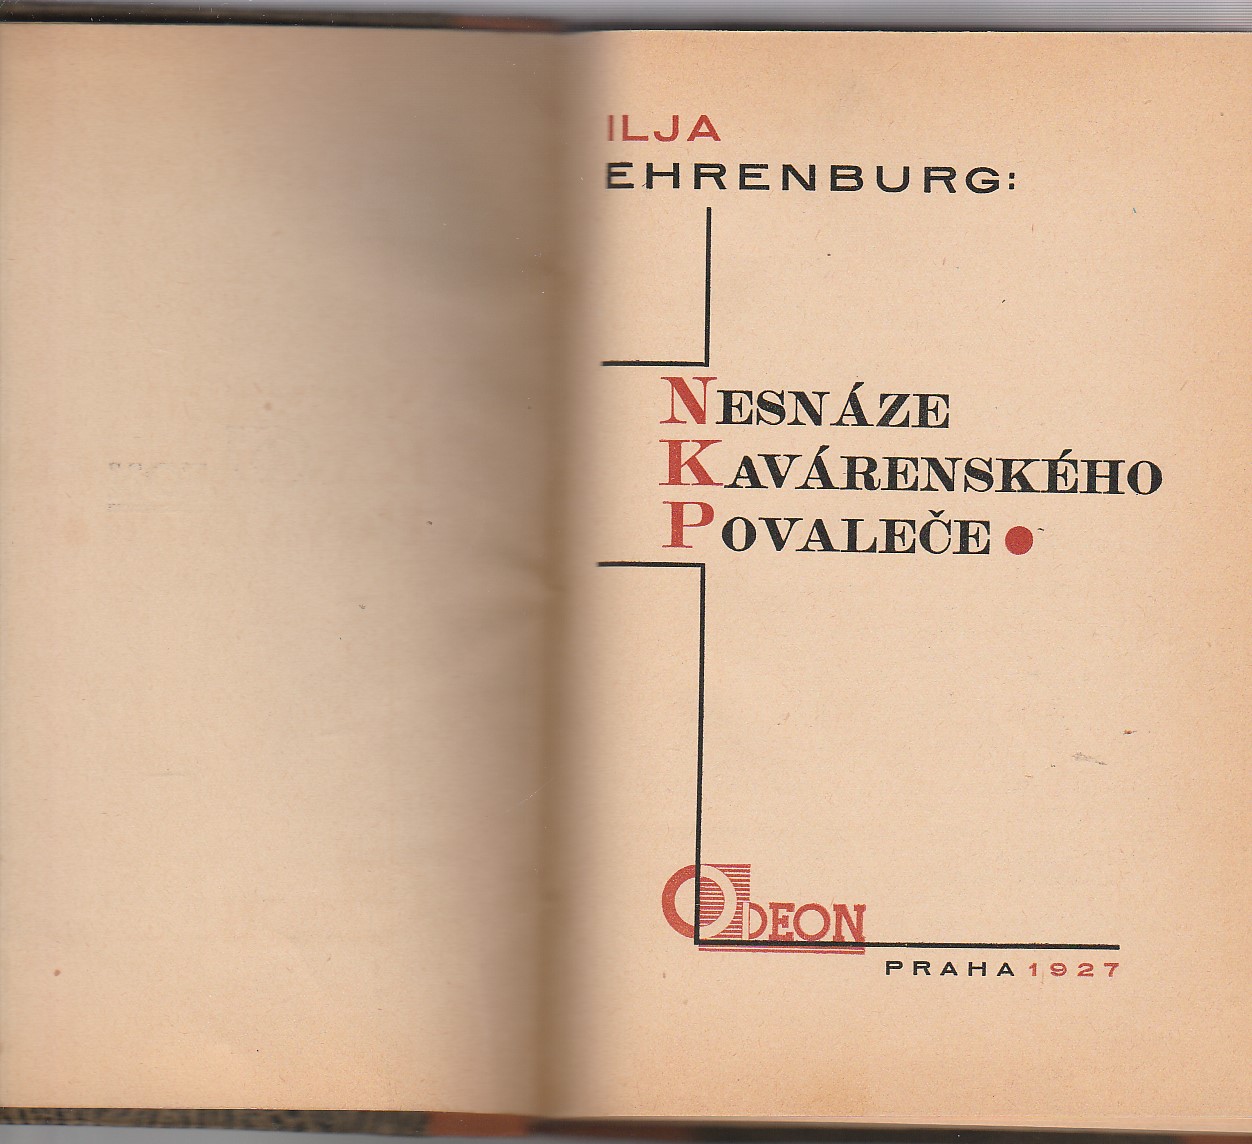 ILJA
EHRENBURG:
NESNÁZE
KAVÁRENSKÉHO
POVALEČE
ODEON
PRAHA 1927